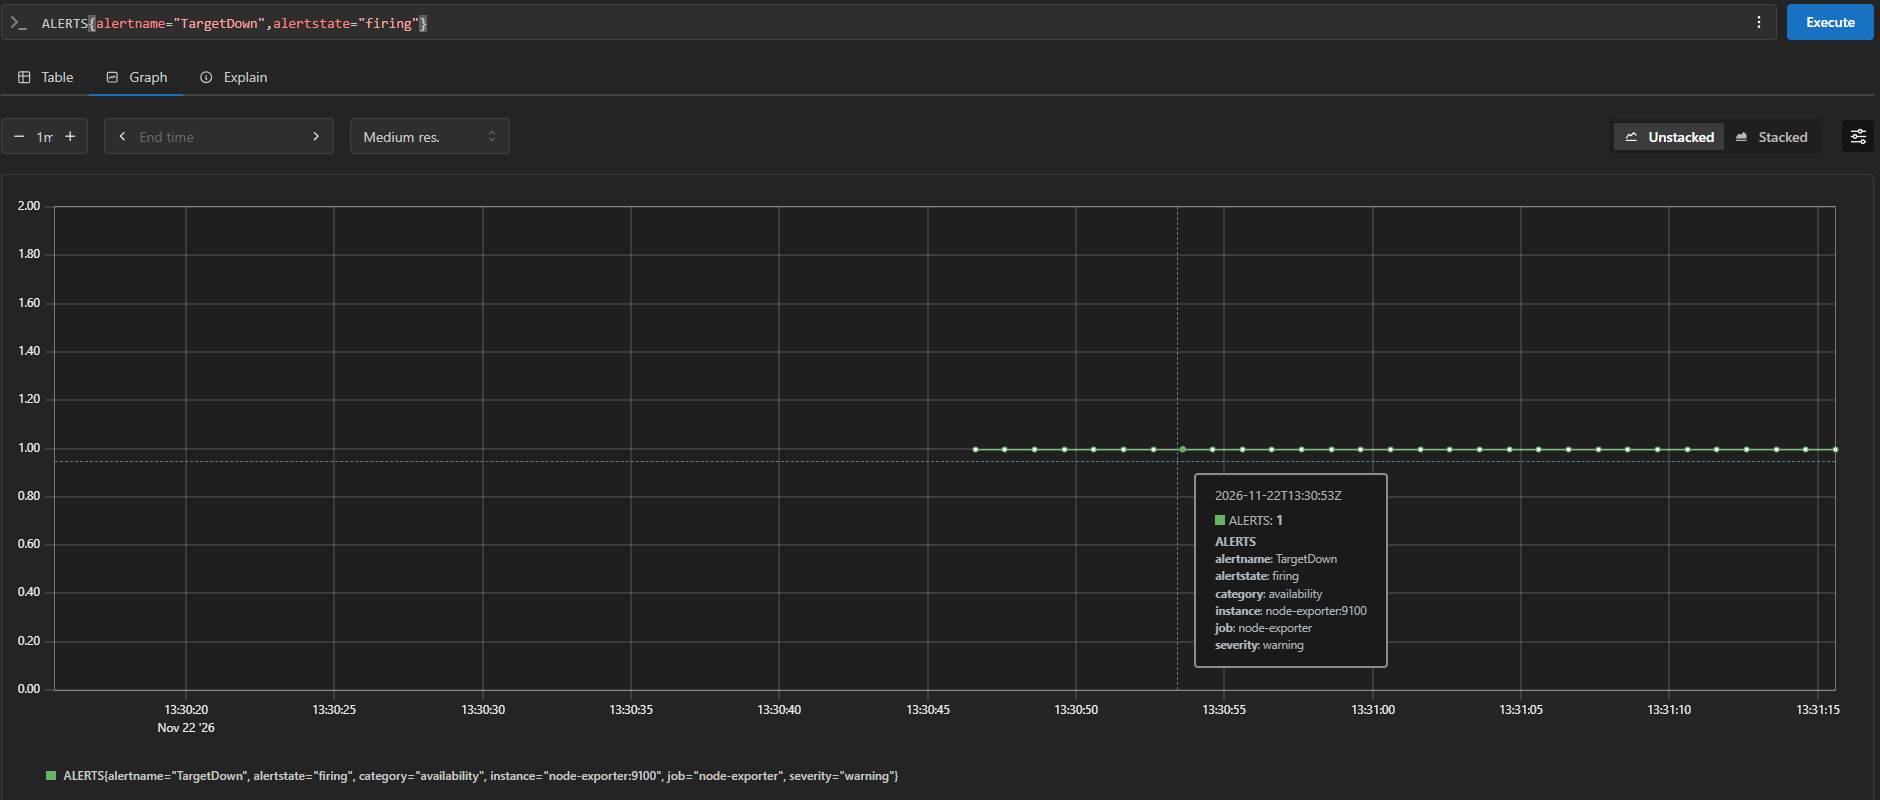 >_ ALERTS{alertname="TargetDown",alertstate="firing"}
Execute
Table Graph Explain
− 1m + < End time > Medium res. Unstacked Stacked
2.00
1.80
1.60
1.40
1.20
1.00
0.80
0.60
0.40
0.20
0.00
2026-11-22T13:30:53Z
ALERTS: 1
ALERTS
alertname: TargetDown
alertstate: firing
category: availability
instance: node-exporter:9100
job: node-exporter
severity: warning
13:30:20 13:30:25 13:30:30 13:30:35 13:30:40 13:30:45 13:30:50 13:30:55 13:31:00 13:31:05 13:31:10 13:31:15
Nov 22 '26
ALERTS{alertname="TargetDown", alertstate="firing", category="availability", instance="node-exporter:9100", job="node-exporter", severity="warning"}